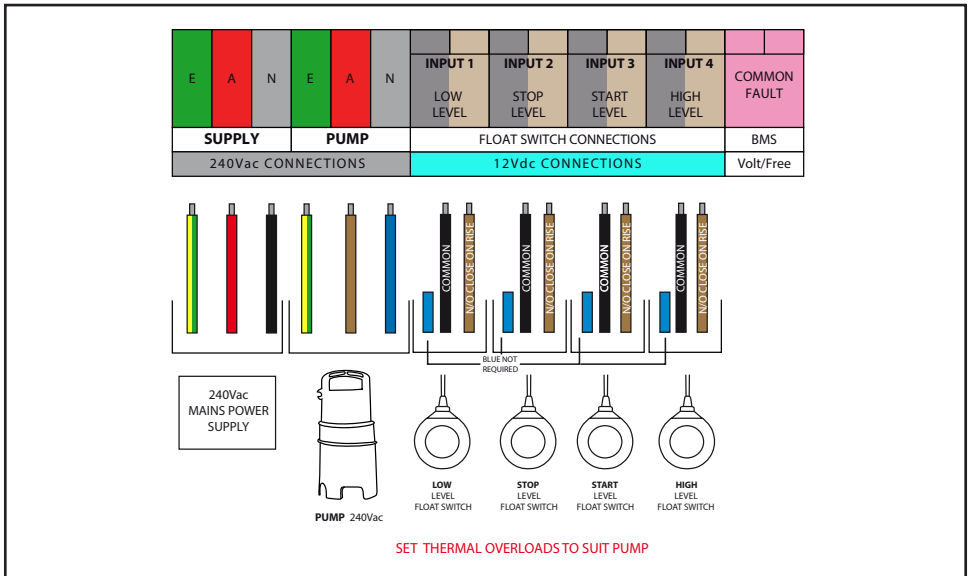 E A N E A N
INPUT 1 INPUT 2 INPUT 3 INPUT 4
LOW LEVEL
STOP LEVEL
START LEVEL
HIGH LEVEL
COMMON FAULT
SUPPLY PUMP FLOAT SWITCH CONNECTIONS BMS
240Vac CONNECTIONS 12Vdc CONNECTIONS Volt/Free
COMMON
N/O CLOSE ON RISE
COMMON
N/O CLOSE ON RISE
COMMON
N/O CLOSE ON RISE
COMMON
N/O CLOSE ON RISE
BLUE NOT
REQUIRED
240Vac
MAINS POWER
SUPPLY
PUMP 240Vac
LOW
LEVEL
FLOAT SWITCH
STOP
LEVEL
FLOAT SWITCH
START
LEVEL
FLOAT SWITCH
HIGH
LEVEL
FLOAT SWITCH
SET THERMAL OVERLOADS TO SUIT PUMP